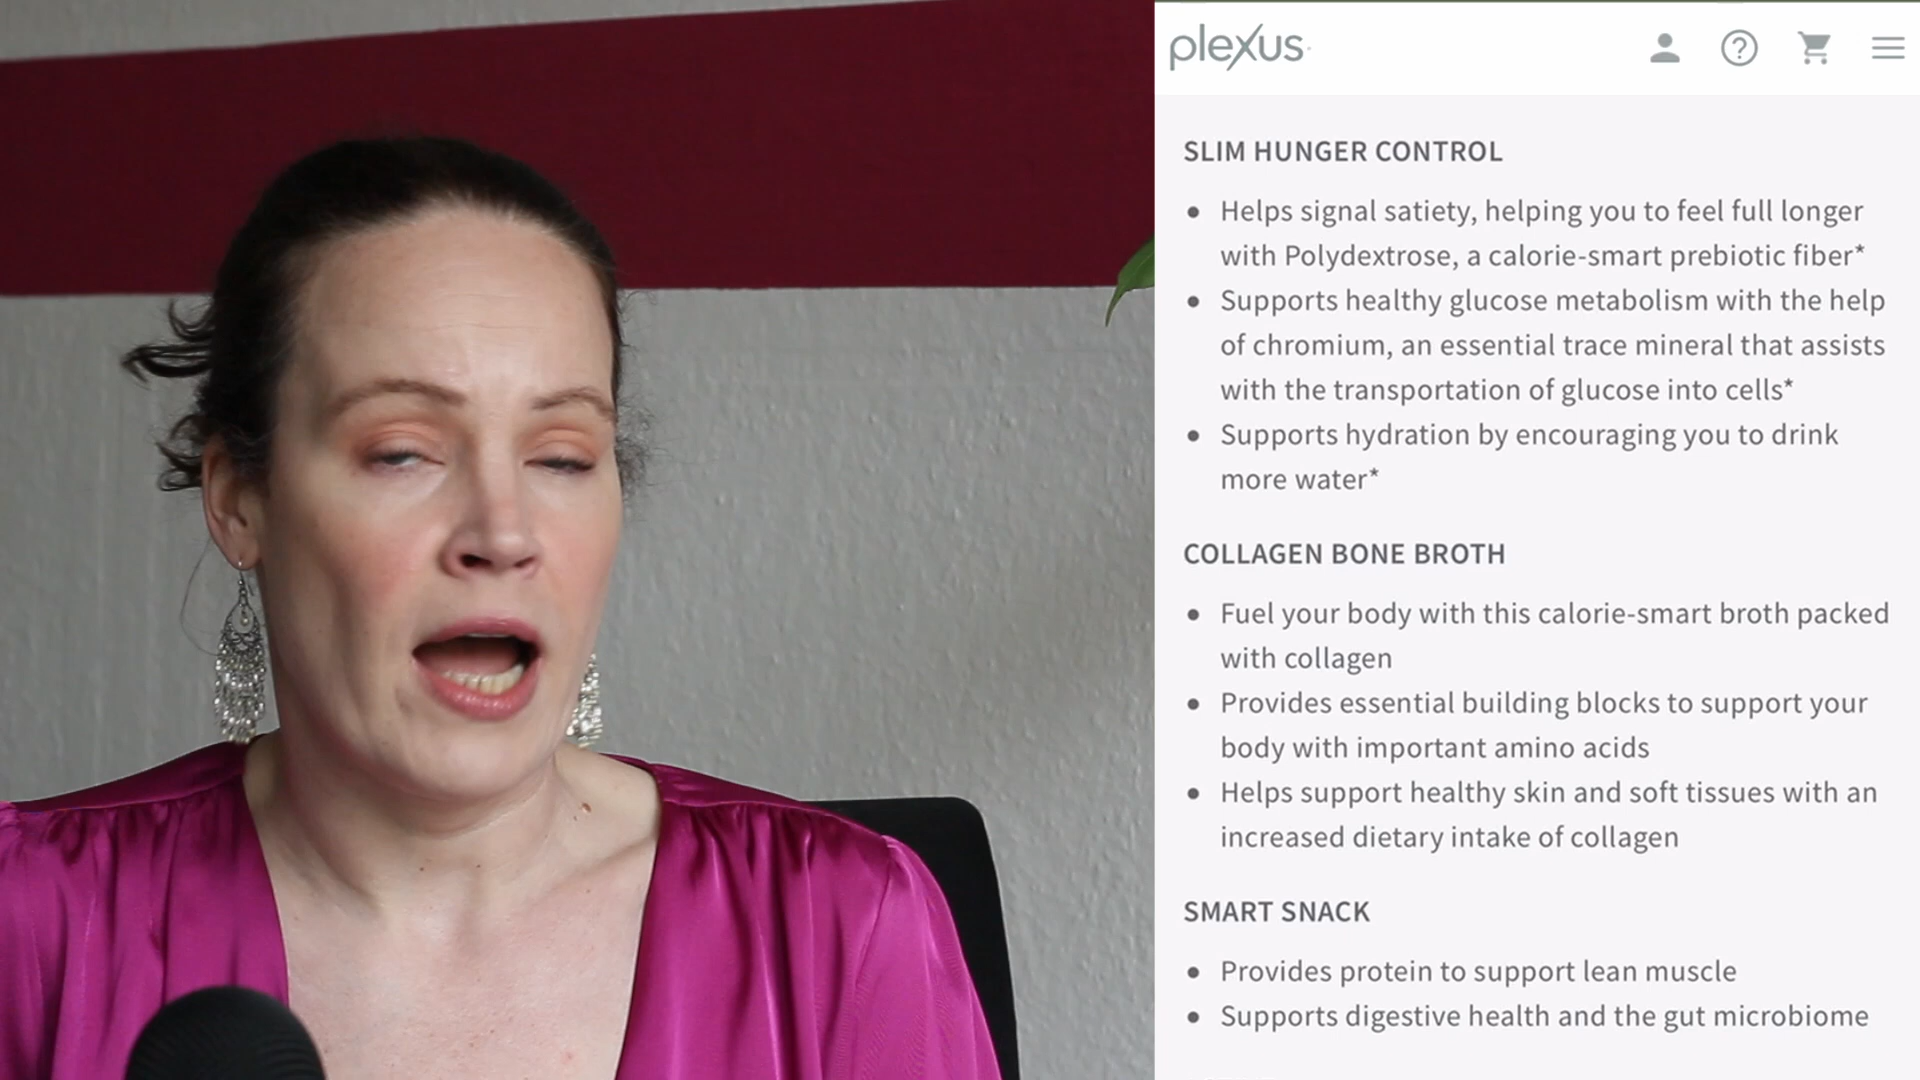 plexus
SLIM HUNGER CONTROL
• Helps signal satiety, helping you to feel full longer
with Polydextrose, a calorie-smart prebiotic fiber*
• Supports healthy glucose metabolism with the help
of chromium, an essential trace mineral that assists
with the transportation of glucose into cells*
• Supports hydration by encouraging you to drink
more water*
COLLAGEN BONE BROTH
• Fuel your body with this calorie-smart broth packed
with collagen
• Provides essential building blocks to support your
body with important amino acids
• Helps support healthy skin and soft tissues with an
increased dietary intake of collagen
SMART SNACK
• Provides protein to support lean muscle
• Supports digestive health and the gut microbiome